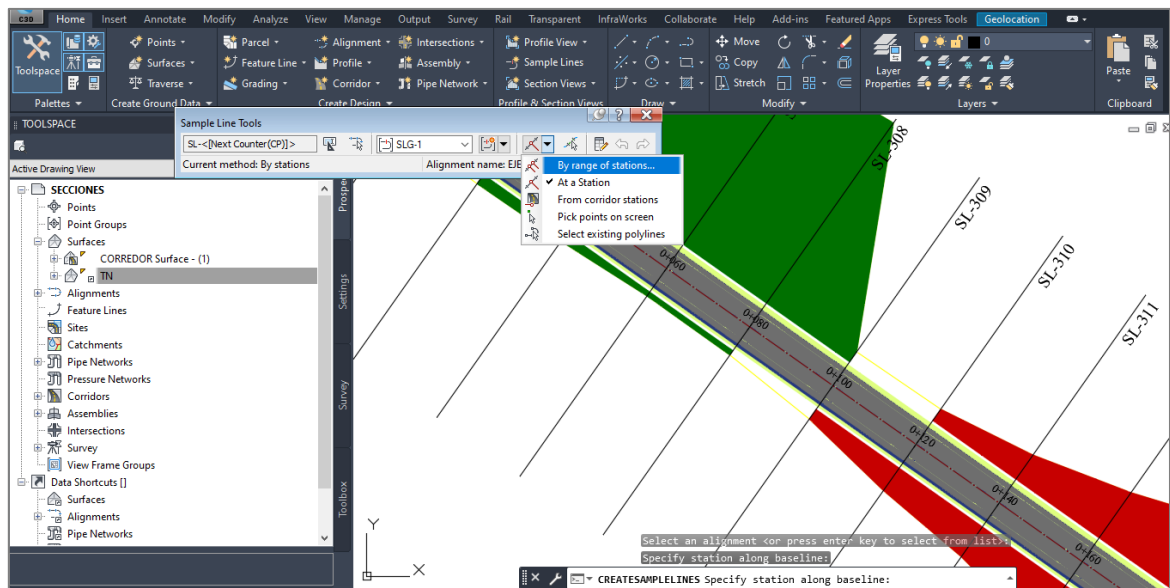 C3D Home Insert Annotate Modify Analyze View Manage Output Survey Rail Transparent InfraWorks Collaborate Help Add-ins Featured Apps Express Tools Geolocation
Toolspace
Points
Surfaces
Traverse
Parcel
Feature Line
Grading
Alignment
Profile
Corridor
Intersections
Assembly
Pipe Network
Profile View
Sample Lines
Section Views
Move
Copy
Stretch
Layer
Properties
0
Paste
Palettes
Create Ground Data
Create Design
Profile & Section Views
Draw
Modify
Layers
Clipboard
TOOLSPACE
Active Drawing View
SECCIONES
Points
Point Groups
Surfaces
CORREDOR Surface - (1)
TN
Alignments
Feature Lines
Sites
Catchments
Pipe Networks
Pressure Networks
Corridors
Assemblies
Intersections
Survey
View Frame Groups
Data Shortcuts []
Surfaces
Alignments
Pipe Networks
Settings
Survey
Toolbox
Sample Line Tools
SL-<[Next Counter(CP)]>
SLG-1
Current method: By stations
Alignment name: EJE
By range of stations...
At a Station
From corridor stations
Pick points on screen
Select existing polylines
SL-308
SL-309
SL-310
SL-311
0+060
0+080
0+100
0+120
0+140
0+160
Y
X
Select an alignment <or press enter key to select from list>:
Specify station along baseline:
CREATESAMPLELINES Specify station along baseline: